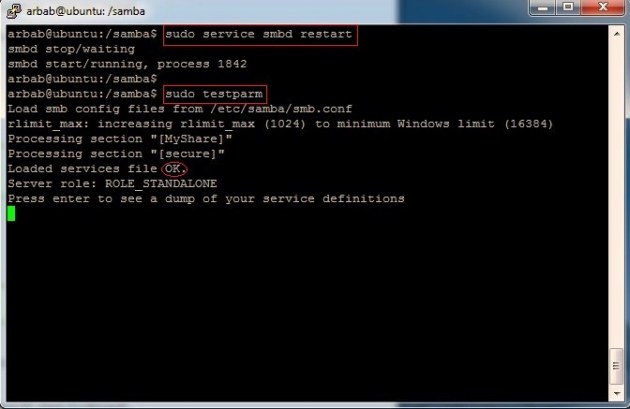 arbab@ubuntu: /samba
arbab@ubuntu:/samba$ sudo service smbd restart
smbd stop/waiting
smbd start/running, process 1842
arbab@ubuntu:/samba$
arbab@ubuntu:/samba$ sudo testparm
Load smb config files from /etc/samba/smb.conf
rlimit_max: increasing rlimit_max (1024) to minimum Windows limit (16384)
Processing section "[MyShare]"
Processing section "[secure]"
Loaded services file OK.
Server role: ROLE_STANDALONE
Press enter to see a dump of your service definitions